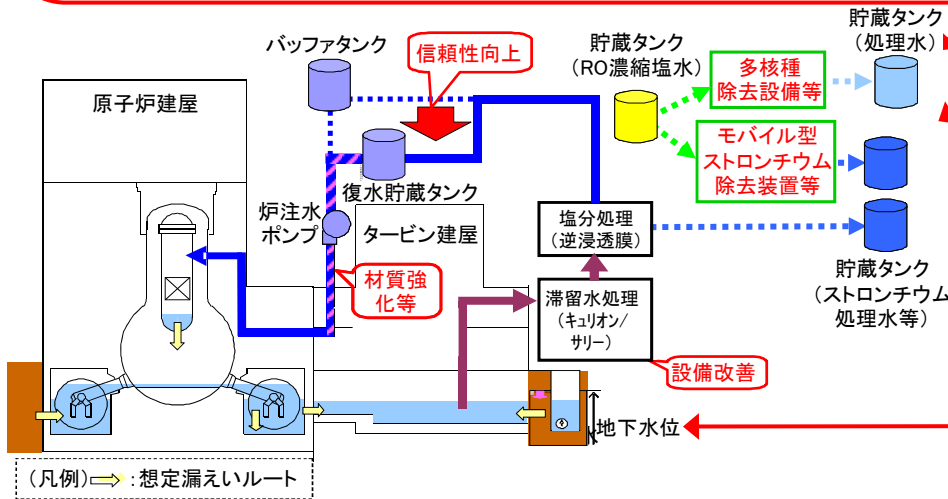 バッファタンク
信頼性向上
貯蔵タンク
（RO濃縮塩水）
多核種
除去設備等
貯蔵タンク
（処理水）
原子炉建屋
モバイル型
ストロンチウム
除去装置等
復水貯蔵タンク
炉注水
ポンプ
タービン建屋
塩分処理
（逆浸透膜）
材質強
化等
滞留水処理
（キュリオン/
サリー）
貯蔵タンク
（ストロンチウム
処理水等）
設備改善
地下水位
（凡例） ：想定漏えいルート